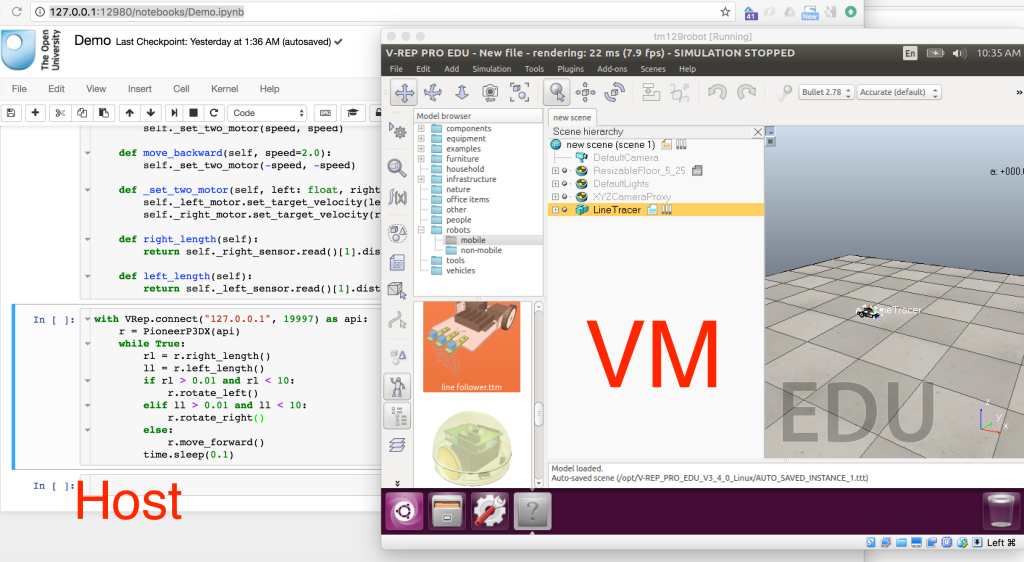 127.0.0.1:12980/notebooks/Demo.ipynb
41
New
The Open
University
Demo Last Checkpoint: Yesterday at 1:36 AM (autosaved)
File Edit View Insert Cell Kernel Help
Code
self._set_two_motor(speed, speed)
def move_backward(self, speed=2.0):
self._set_two_motor(-speed, -speed)
def _set_two_motor(self, left: float, right
self._left_motor.set_target_velocity(le
self._right_motor.set_target_velocity(r
def right_length(self):
return self._right_sensor.read()[1].dist
def left_length(self):
return self._left_sensor.read()[1].dist
In [ ]:
with VRep.connect("127.0.0.1", 19997) as api:
r = PioneerP3DX(api)
while True:
rl = r.right_length()
ll = r.left_length()
if rl > 0.01 and rl < 10:
r.rotate_left()
elif ll > 0.01 and ll < 10:
r.rotate_right()
else:
r.move_forward()
time.sleep(0.1)
In [ ]:
Host
tm129robot [Running]
V-REP PRO EDU - New file - rendering: 22 ms (7.9 fps) - SIMULATION STOPPED
En
10:35 AM
File Edit Add Simulation Tools Plugins Add-ons Scenes Help
Bullet 2.78
Accurate (default)
»
f(x)
Model browser
components
equipment
examples
furniture
household
infrastructure
nature
office items
other
people
robots
mobile
non-mobile
tools
vehicles
line follower.ttm
new scene
Scene hierarchy
new scene (scene 1)
DefaultCamera
ResizableFloor_5_25
DefaultLights
XYZCameraProxy
LineTracer
a: +000.
LineTracer
VM
EDU
z
y
x
Model loaded.
Auto-saved scene (/opt/V-REP_PRO_EDU_V3_4_0_Linux/AUTO_SAVED_INSTANCE_1.ttt)
?
Left ⌘